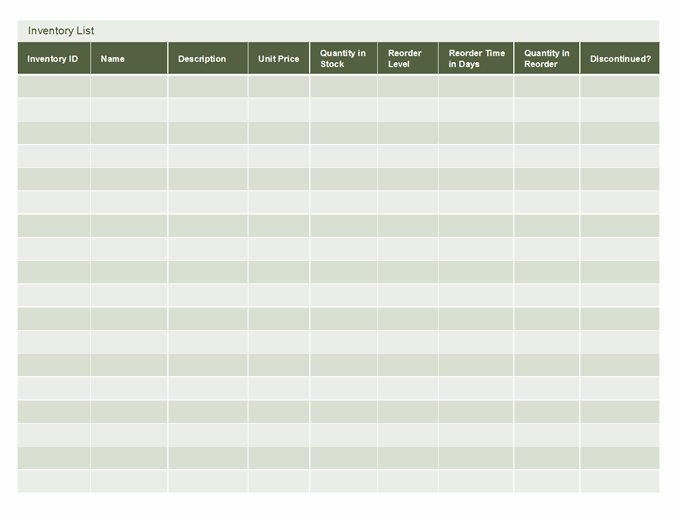 Inventory List
Inventory ID
Name
Description
Unit Price
Quantity in
Stock
Reorder
Level
Reorder Time
in Days
Quantity in
Reorder
Discontinued?